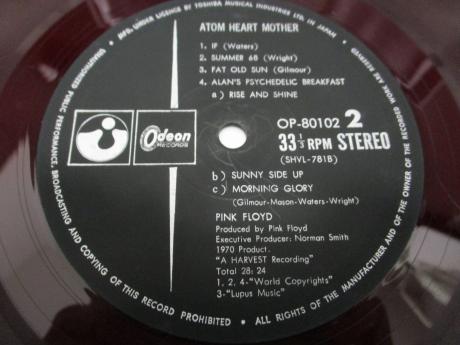 MFD. UNDER LICENCE BY TOSHIBA MUSICAL INDUSTRIES LTD. IN JAPAN • ALL RIGHTS OF THE MANUFACTURER AND OF THE OWNER OF THE RECORDED WORK ARE RESERVED • UNAUTHORISED PUBLIC PERFORMANCE, BROADCASTING AND COPYING OF THIS RECORD PROHIBITED •
ATOM HEART MOTHER
1. IF (Waters)
2. SUMMER 68 (Wright)
3. FAT OLD SUN (Gilmour)
4. ALAN'S PSYCHEDELIC BREAKFAST
a) RISE AND SHINE
Odeon
RECORDS
OP-80102 2
33 1/3 RPM STEREO
(SHVL-781B)
b) SUNNY SIDE UP
c) MORNING GLORY
(Gilmour-Mason-Waters-Wright)
PINK FLOYD
Produced by Pink Floyd
Executive Producer: Norman Smith
1970 Product.
"A HARVEST Recording"
Total 28: 24
1. 2. 4-"World Copyrights"
3-"Lupus Music"